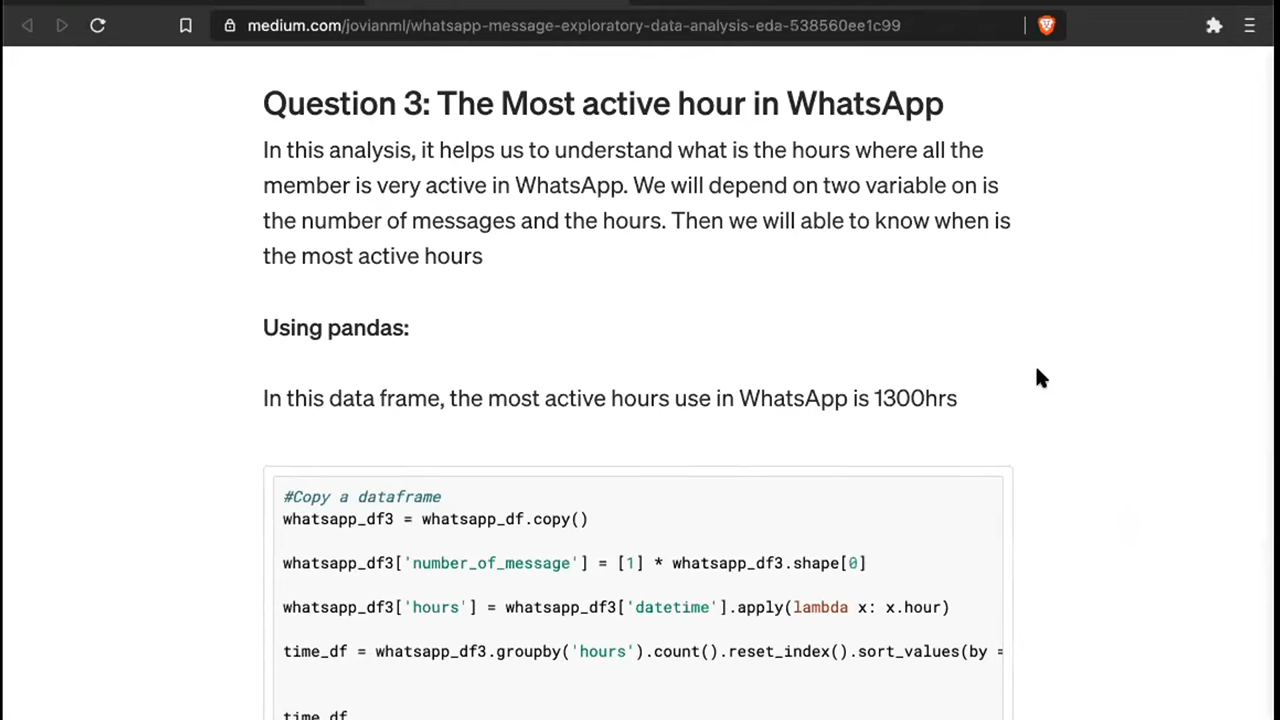 medium.com/jovianml/whatsapp-message-exploratory-data-analysis-eda-538560ee1c99
Question 3: The Most active hour in WhatsApp
In this analysis, it helps us to understand what is the hours where all the
member is very active in WhatsApp. We will depend on two variable on is
the number of messages and the hours. Then we will able to know when is
the most active hours
Using pandas:
In this data frame, the most active hours use in WhatsApp is 1300hrs
#Copy a dataframe
whatsapp_df3 = whatsapp_df.copy()
whatsapp_df3['number_of_message'] = [1] * whatsapp_df3.shape[0]
whatsapp_df3['hours'] = whatsapp_df3['datetime'].apply(lambda x: x.hour)
time_df = whatsapp_df3.groupby('hours').count().reset_index().sort_values(by =
time_df